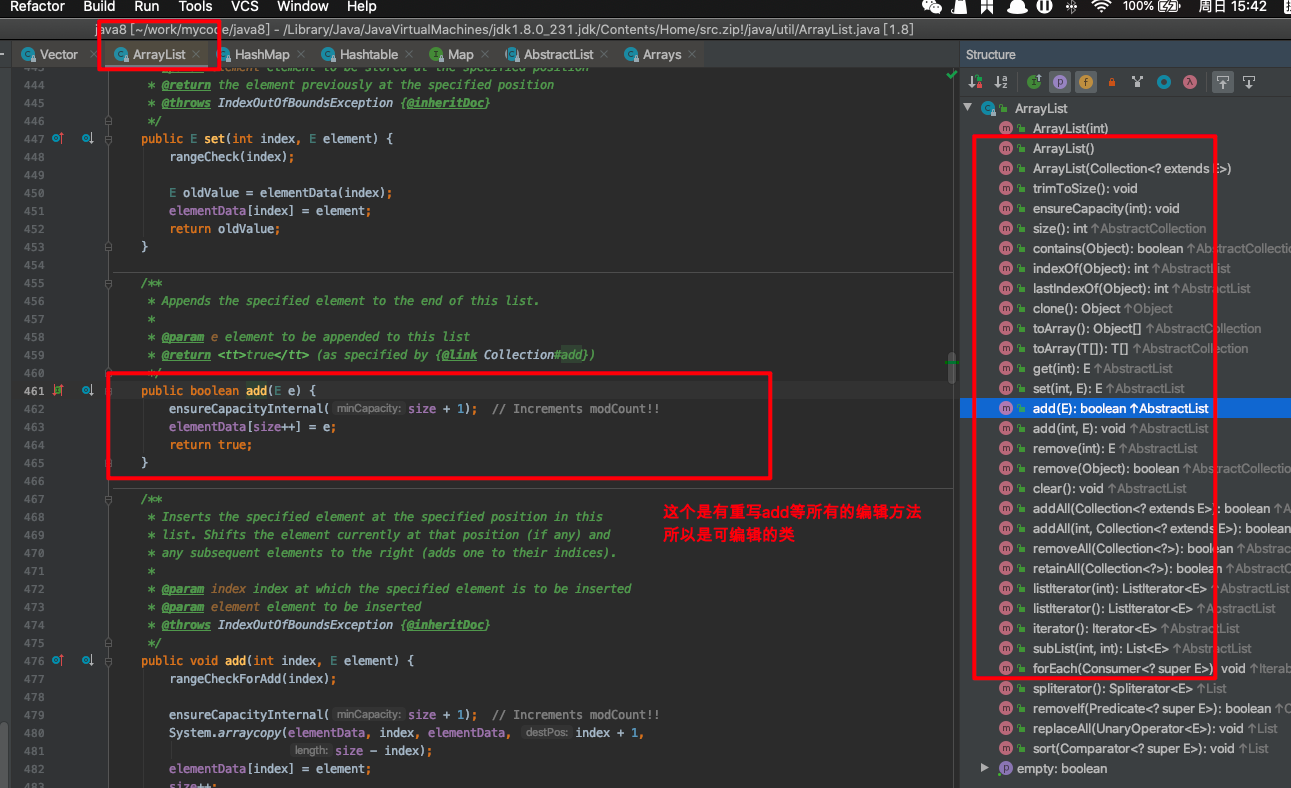 Refactor Build Run Tools VCS Window Help 100% 周日 15:42
java8 [~/work/mycode/java8] - /Library/Java/JavaVirtualMachines/jdk1.8.0_231.jdk/Contents/Home/src.zip!/java/util/ArrayList.java [1.8]
Vector ArrayList HashMap Hashtable Map AbstractList Arrays
443 * @param element element to be stored at the specified position
444 * @return the element previously at the specified position
445 * @throws IndexOutOfBoundsException {@inheritDoc}
446 */
447 public E set(int index, E element) {
448 rangeCheck(index);
449
450 E oldValue = elementData(index);
451 elementData[index] = element;
452 return oldValue;
453 }
454
455 /**
456 * Appends the specified element to the end of this list.
457 *
458 * @param e element to be appended to this list
459 * @return <tt>true</tt> (as specified by {@link Collection#add})
460 */
461 public boolean add(E e) {
462 ensureCapacityInternal( minCapacity: size + 1); // Increments modCount!!
463 elementData[size++] = e;
464 return true;
465 }
466
467 /**
468 * Inserts the specified element at the specified position in this
469 * list. Shifts the element currently at that position (if any) and
470 * any subsequent elements to the right (adds one to their indices).
471 *
472 * @param index index at which the specified element is to be inserted
473 * @param element element to be inserted
474 * @throws IndexOutOfBoundsException {@inheritDoc}
475 */
476 public void add(int index, E element) {
477 rangeCheckForAdd(index);
478
479 ensureCapacityInternal( minCapacity: size + 1); // Increments modCount!!
480 System.arraycopy(elementData, index, elementData, destPos: index + 1,
481 length: size - index);
482 elementData[index] = element;
483 size++;
这个是有重写add等所有的编辑方法
所以是可编辑的类
Structure
ArrayList
ArrayList(int)
ArrayList()
ArrayList(Collection<? extends E>)
trimToSize(): void
ensureCapacity(int): void
size(): int ↑AbstractCollection
contains(Object): boolean ↑AbstractCollectio
indexOf(Object): int ↑AbstractList
lastIndexOf(Object): int ↑AbstractList
clone(): Object ↑Object
toArray(): Object[] ↑AbstractCollection
toArray(T[]): T[] ↑AbstractCollection
get(int): E ↑AbstractList
set(int, E): E ↑AbstractList
add(E): boolean ↑AbstractList
add(int, E): void ↑AbstractList
remove(int): E ↑AbstractList
remove(Object): boolean ↑AbstractCollectio
clear(): void ↑AbstractList
addAll(Collection<? extends E>): boolean ↑A
addAll(int, Collection<? extends E>): boolean
removeAll(Collection<?>): boolean ↑Abstrac
retainAll(Collection<?>): boolean ↑AbstractC
listIterator(int): ListIterator<E> ↑AbstractList
listIterator(): ListIterator<E> ↑AbstractList
iterator(): Iterator<E> ↑AbstractList
subList(int, int): List<E> ↑AbstractList
forEach(Consumer<? super E>): void ↑Iterab
spliterator(): Spliterator<E> ↑List
removeIf(Predicate<? super E>): boolean ↑C
replaceAll(UnaryOperator<E>): void ↑List
sort(Comparator<? super E>): void ↑List
empty: boolean